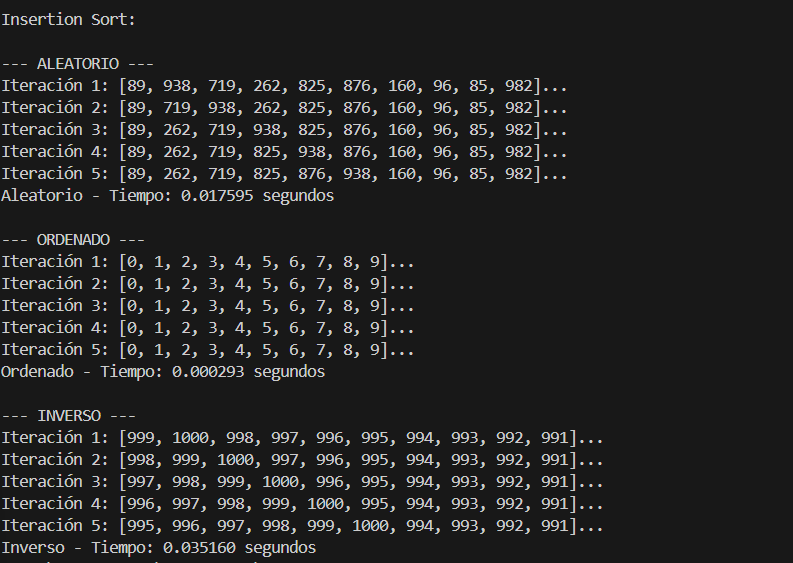 Insertion Sort:
--- ALEATORIO ---
Iteración 1: [89, 938, 719, 262, 825, 876, 160, 96, 85, 982]...
Iteración 2: [89, 719, 938, 262, 825, 876, 160, 96, 85, 982]...
Iteración 3: [89, 262, 719, 938, 825, 876, 160, 96, 85, 982]...
Iteración 4: [89, 262, 719, 825, 938, 876, 160, 96, 85, 982]...
Iteración 5: [89, 262, 719, 825, 876, 938, 160, 96, 85, 982]...
Aleatorio - Tiempo: 0.017595 segundos
--- ORDENADO ---
Iteración 1: [0, 1, 2, 3, 4, 5, 6, 7, 8, 9]...
Iteración 2: [0, 1, 2, 3, 4, 5, 6, 7, 8, 9]...
Iteración 3: [0, 1, 2, 3, 4, 5, 6, 7, 8, 9]...
Iteración 4: [0, 1, 2, 3, 4, 5, 6, 7, 8, 9]...
Iteración 5: [0, 1, 2, 3, 4, 5, 6, 7, 8, 9]...
Ordenado - Tiempo: 0.000293 segundos
--- INVERSO ---
Iteración 1: [999, 1000, 998, 997, 996, 995, 994, 993, 992, 991]...
Iteración 2: [998, 999, 1000, 997, 996, 995, 994, 993, 992, 991]...
Iteración 3: [997, 998, 999, 1000, 996, 995, 994, 993, 992, 991]...
Iteración 4: [996, 997, 998, 999, 1000, 995, 994, 993, 992, 991]...
Iteración 5: [995, 996, 997, 998, 999, 1000, 994, 993, 992, 991]...
Inverso - Tiempo: 0.035160 segundos